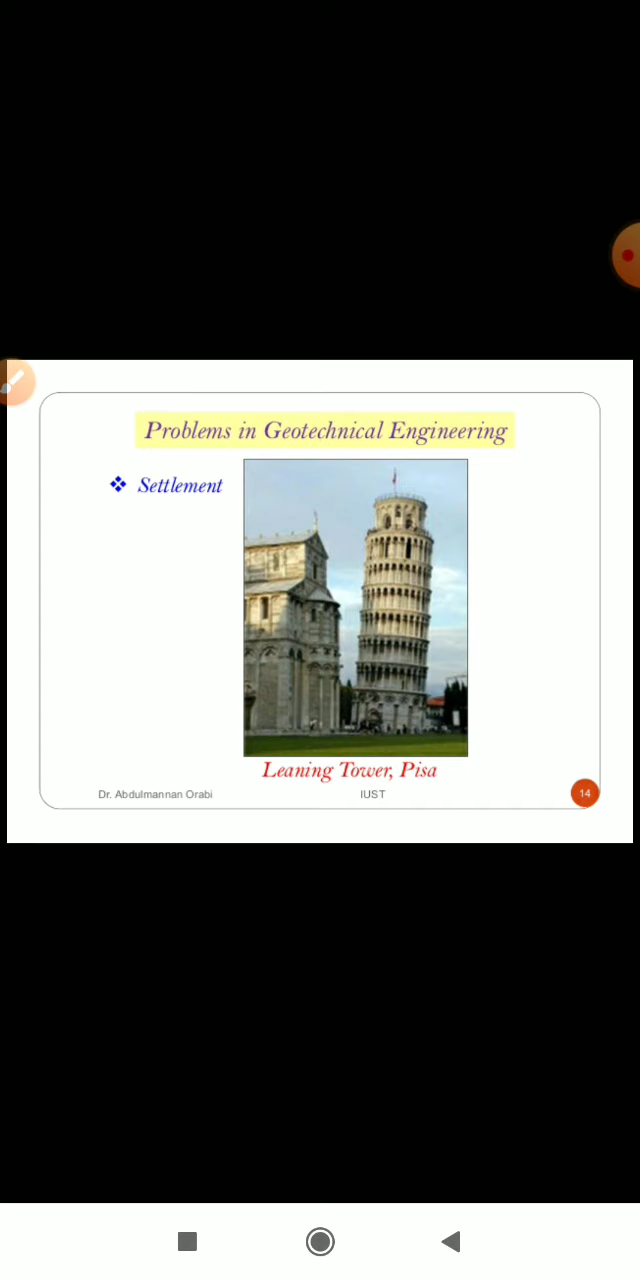 Problems in Geotechnical Engineering
Settlement
Leaning Tower, Pisa
Dr. Abdulmannan Orabi IUST 14